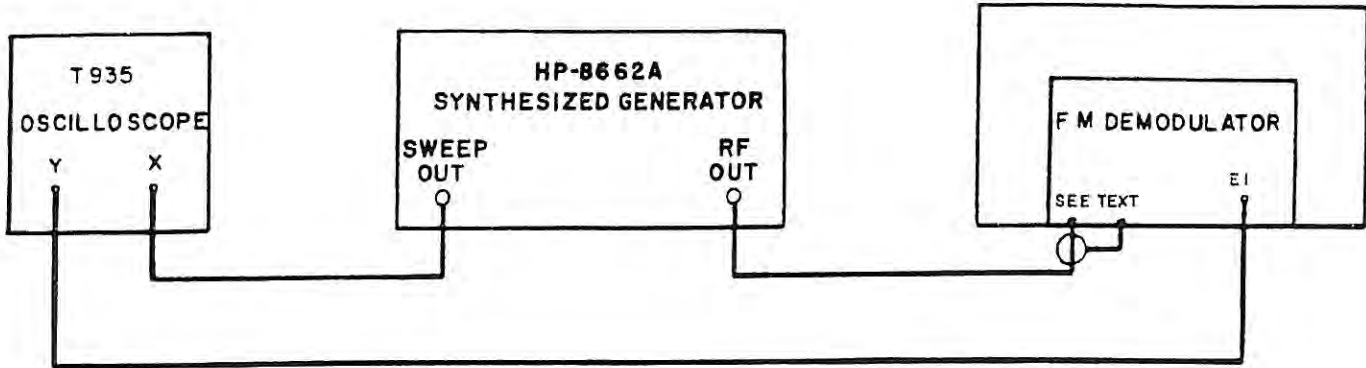 T935
OSCILLOSCOPE
Y X
HP-8662A
SYNTHESIZED GENERATOR
SWEEP
OUT
RF
OUT
FM DEMODULATOR
SEE TEXT
E1